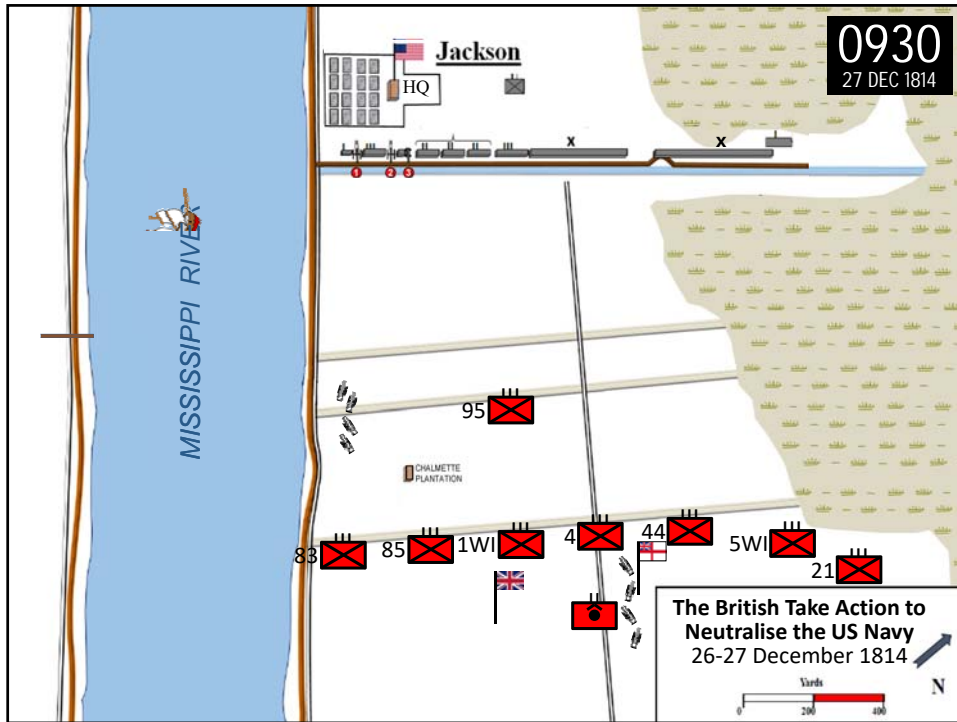 0930
27 DEC 1814
Jackson
HQ
X
X
1
2
3
MISSISSIPPI RIVER
95
CHALMETTE
PLANTATION
83
85
1WI
4
44
5WI
21
The British Take Action to
Neutralise the US Navy
26-27 December 1814
N
Yards
0
200
400